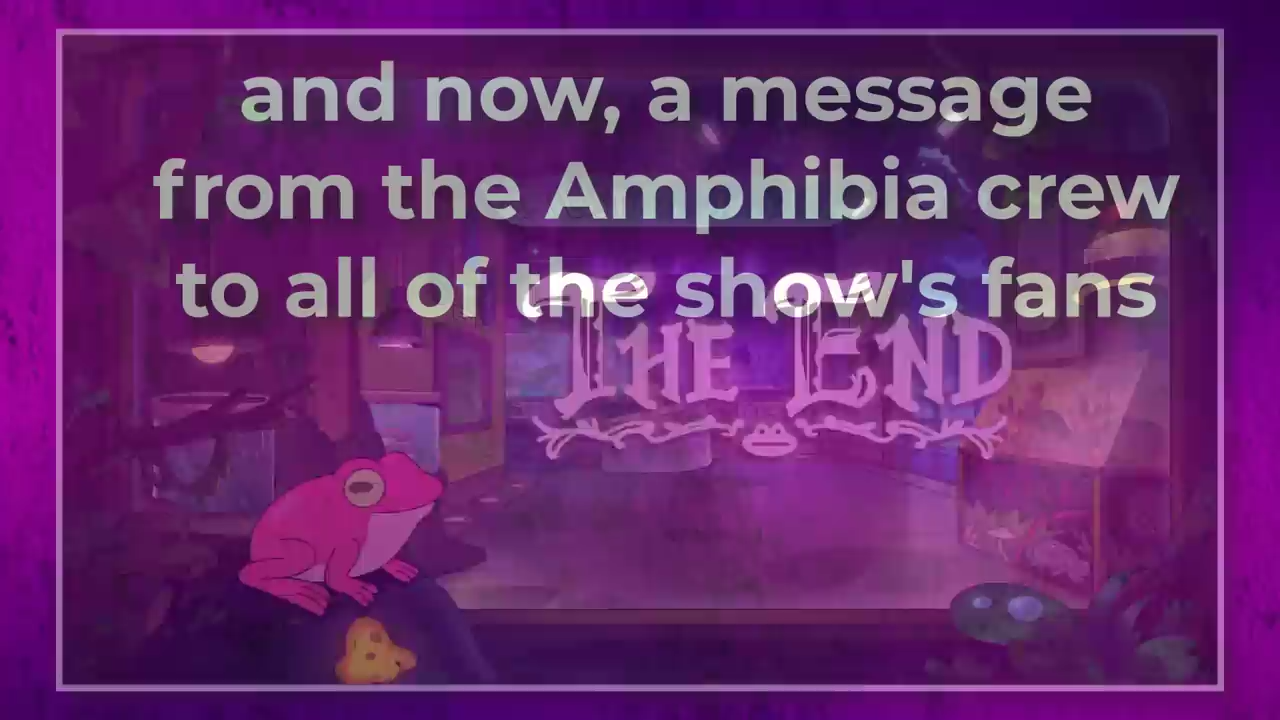 and now, a message
from the Amphibia crew
to all of the show's fans
THE END